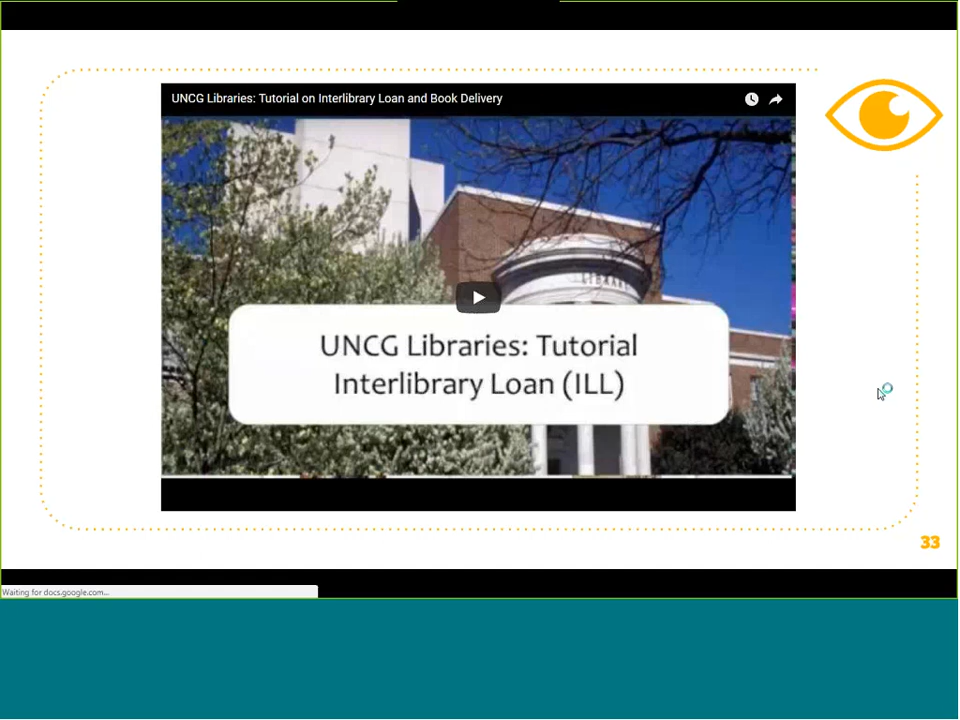 UNCG Libraries: Tutorial on Interlibrary Loan and Book Delivery
LIBRARY
UNCG Libraries: Tutorial
Interlibrary Loan (ILL)
33
Waiting for docs.google.com...